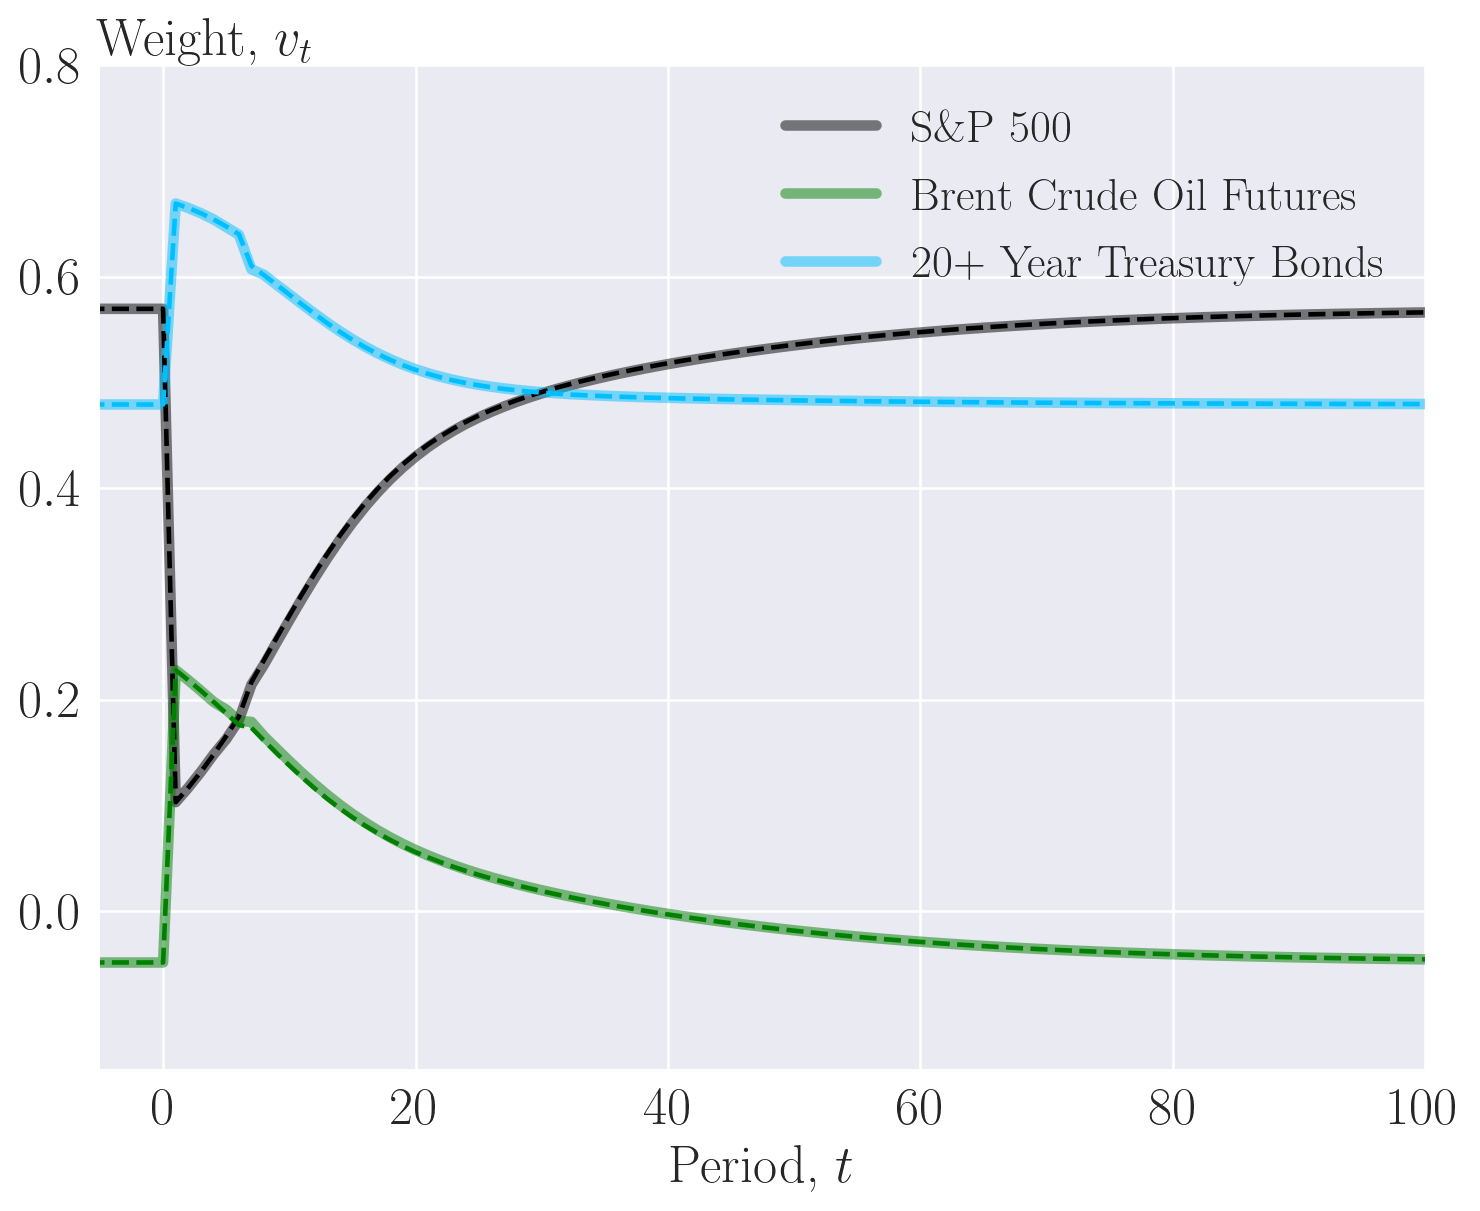 Weight, vₜ
0.8
0.6
0.4
0.2
0.0
S&P 500
Brent Crude Oil Futures
20+ Year Treasury Bonds
0 20 40 60 80 100
Period, t